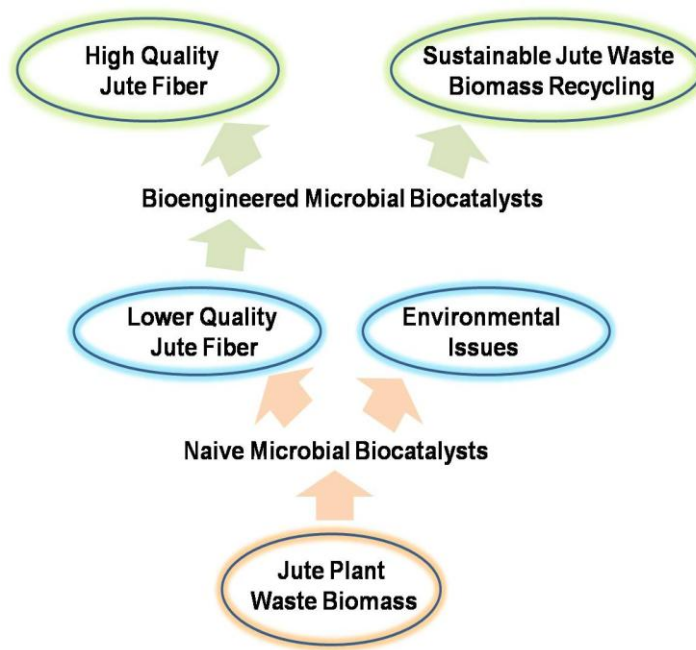 High Quality
Jute Fiber
Sustainable Jute Waste
Biomass Recycling
Bioengineered Microbial Biocatalysts
Lower Quality
Jute Fiber
Environmental
Issues
Naive Microbial Biocatalysts
Jute Plant
Waste Biomass